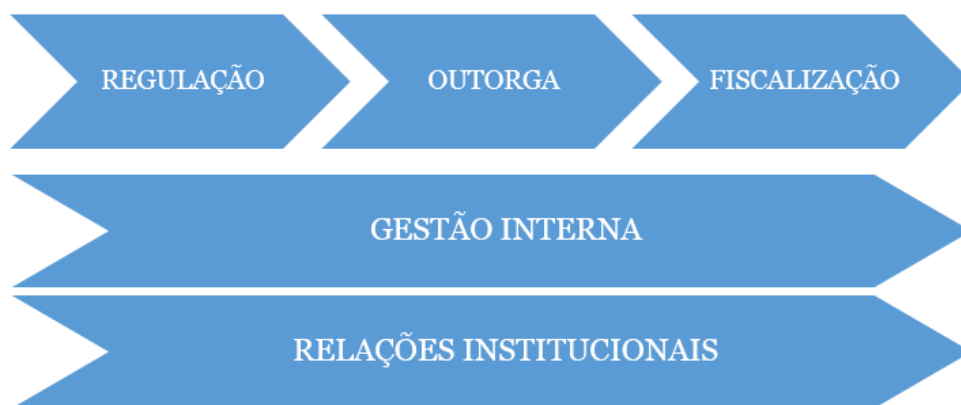 REGULAÇÃO
OUTORGA
FISCALIZAÇÃO
GESTÃO INTERNA
RELAÇÕES INSTITUCIONAIS